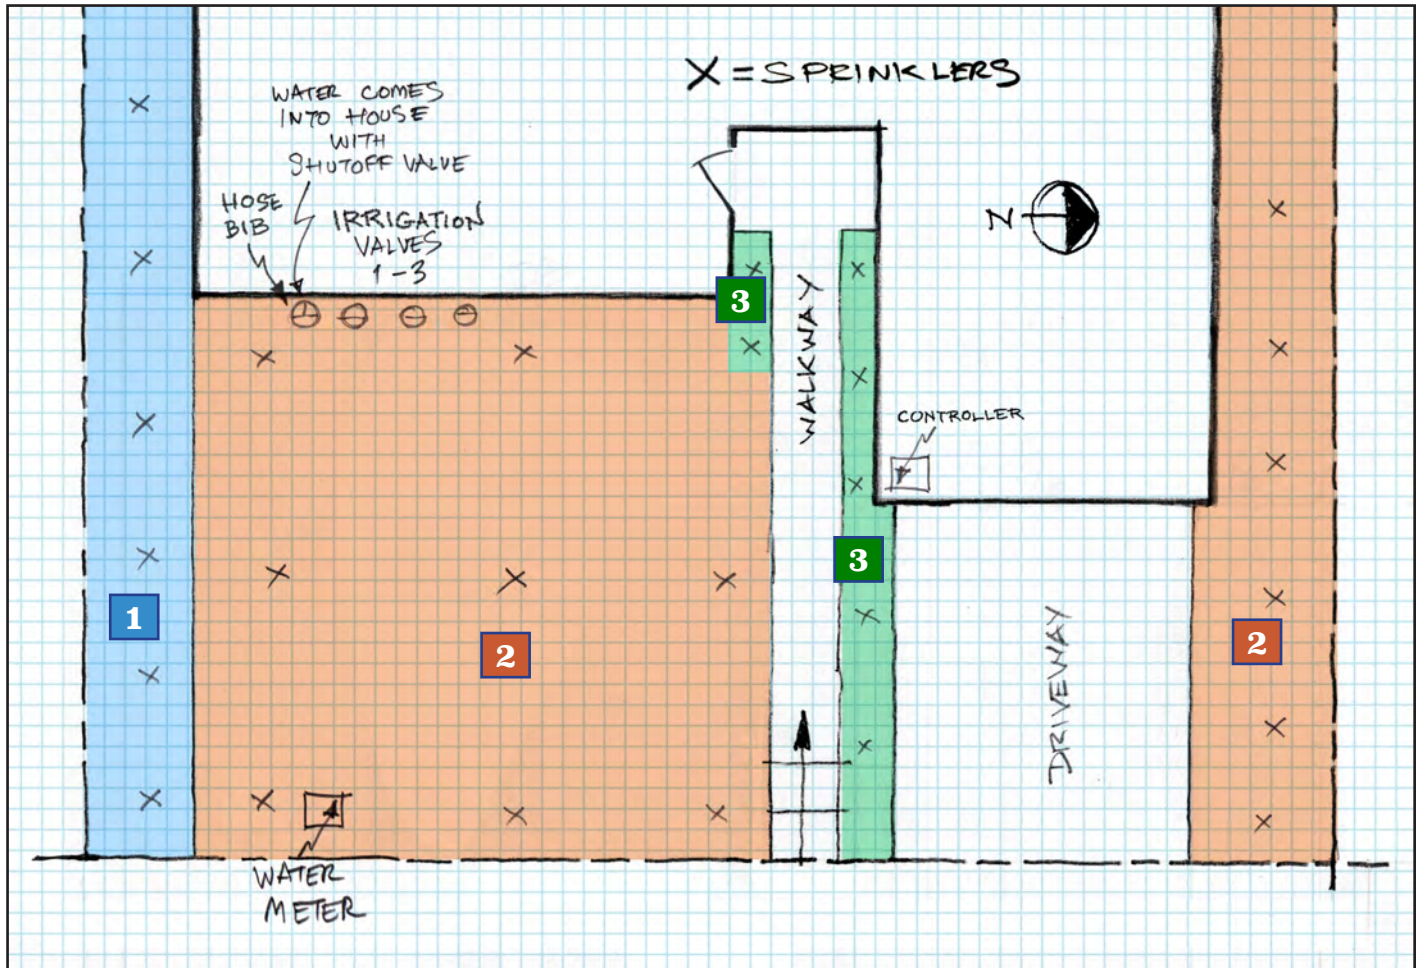 X = SPRINKLERS
WATER COMES
INTO HOUSE
WITH
SHUTOFF VALVE
HOSE
BIB
IRRIGATION
VALVES
1-3
N
3
WALKWAY
CONTROLLER
3
1
2
2
DRIVEWAY
WATER
METER